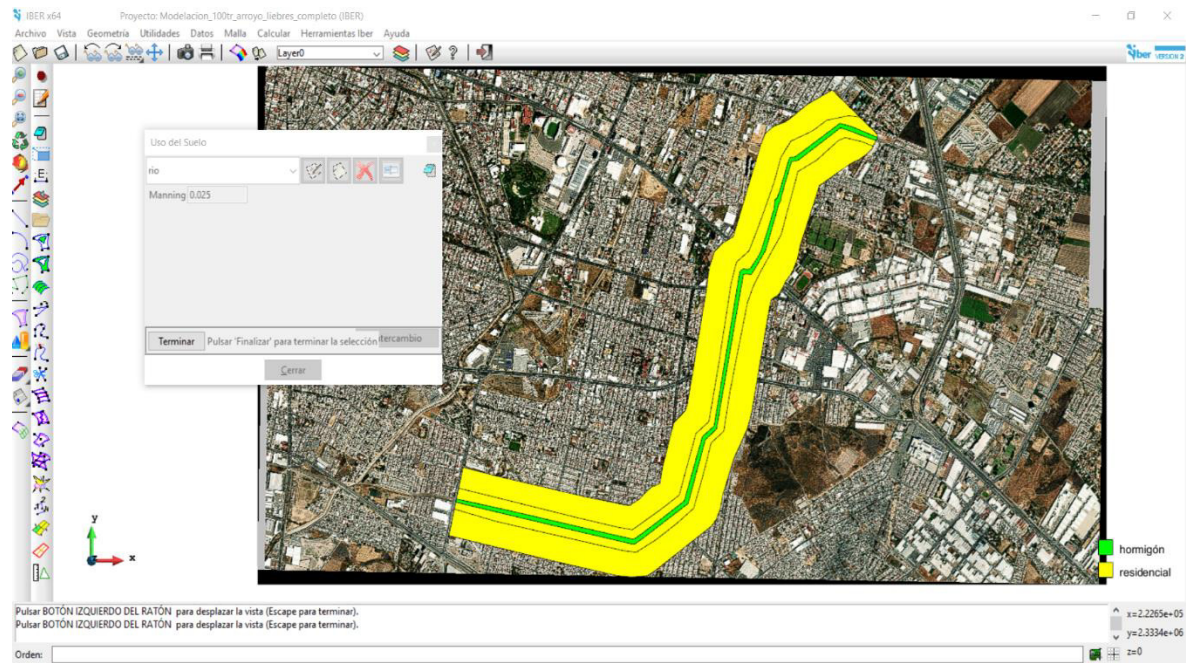 IBER x64 Proyecto: Modelacion_100tr_arroyo_liebres_completo (IBER)
Archivo Vista Geometría Utilidades Datos Malla Calcular Herramientas Iber Ayuda
Layer0
iber VERSION 2
Uso del Suelo
rio
Manning 0.025
Terminar Pulsar 'Finalizar' para terminar la selección tercambio
Cerrar
y
x
hormigón
residencial
Pulsar BOTÓN IZQUIERDO DEL RATÓN para desplazar la vista (Escape para terminar).
Pulsar BOTÓN IZQUIERDO DEL RATÓN para desplazar la vista (Escape para terminar).
x=2.2265e+05
y=2.3334e+06
z=0
Orden: